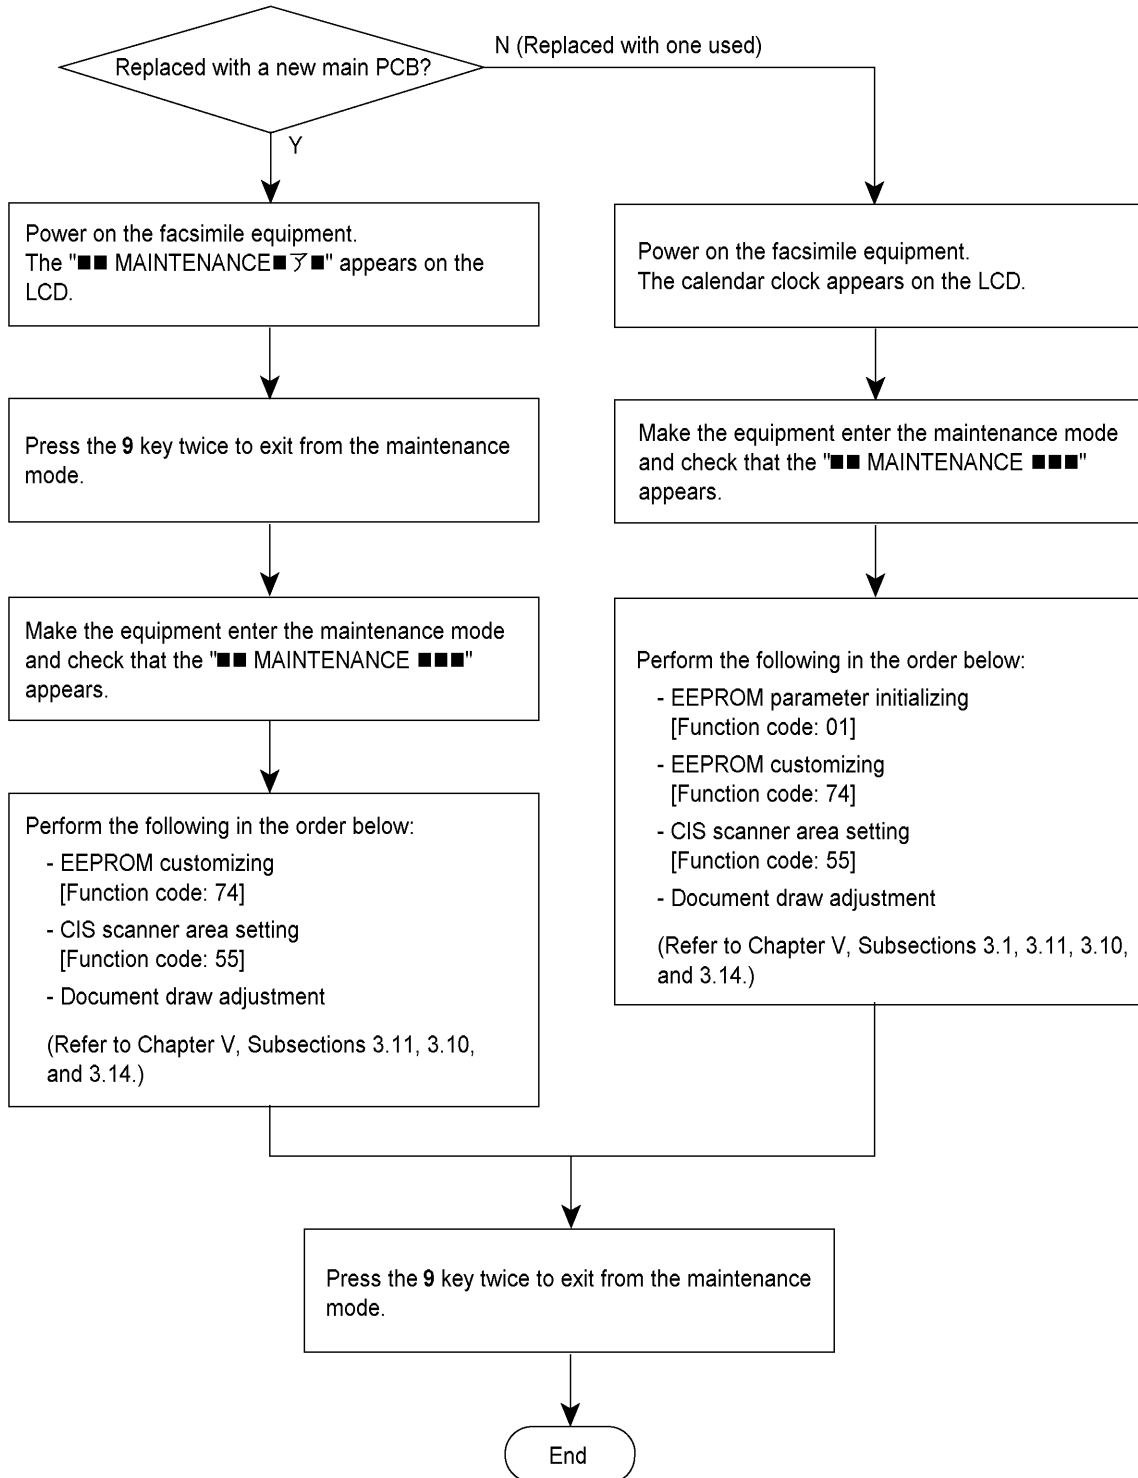 Replaced with a new main PCB?
N (Replaced with one used)
Y
Power on the facsimile equipment.
The "■■ MAINTENANCE■ア■" appears on the
LCD.
Press the 9 key twice to exit from the maintenance
mode.
Make the equipment enter the maintenance mode
and check that the "■■ MAINTENANCE ■■■"
appears.
Perform the following in the order below:
- EEPROM customizing
[Function code: 74]
- CIS scanner area setting
[Function code: 55]
- Document draw adjustment
(Refer to Chapter V, Subsections 3.11, 3.10,
and 3.14.)
Power on the facsimile equipment.
The calendar clock appears on the LCD.
Make the equipment enter the maintenance mode
and check that the "■■ MAINTENANCE ■■■"
appears.
Perform the following in the order below:
- EEPROM parameter initializing
[Function code: 01]
- EEPROM customizing
[Function code: 74]
- CIS scanner area setting
[Function code: 55]
- Document draw adjustment
(Refer to Chapter V, Subsections 3.1, 3.11, 3.10,
and 3.14.)
Press the 9 key twice to exit from the maintenance
mode.
End